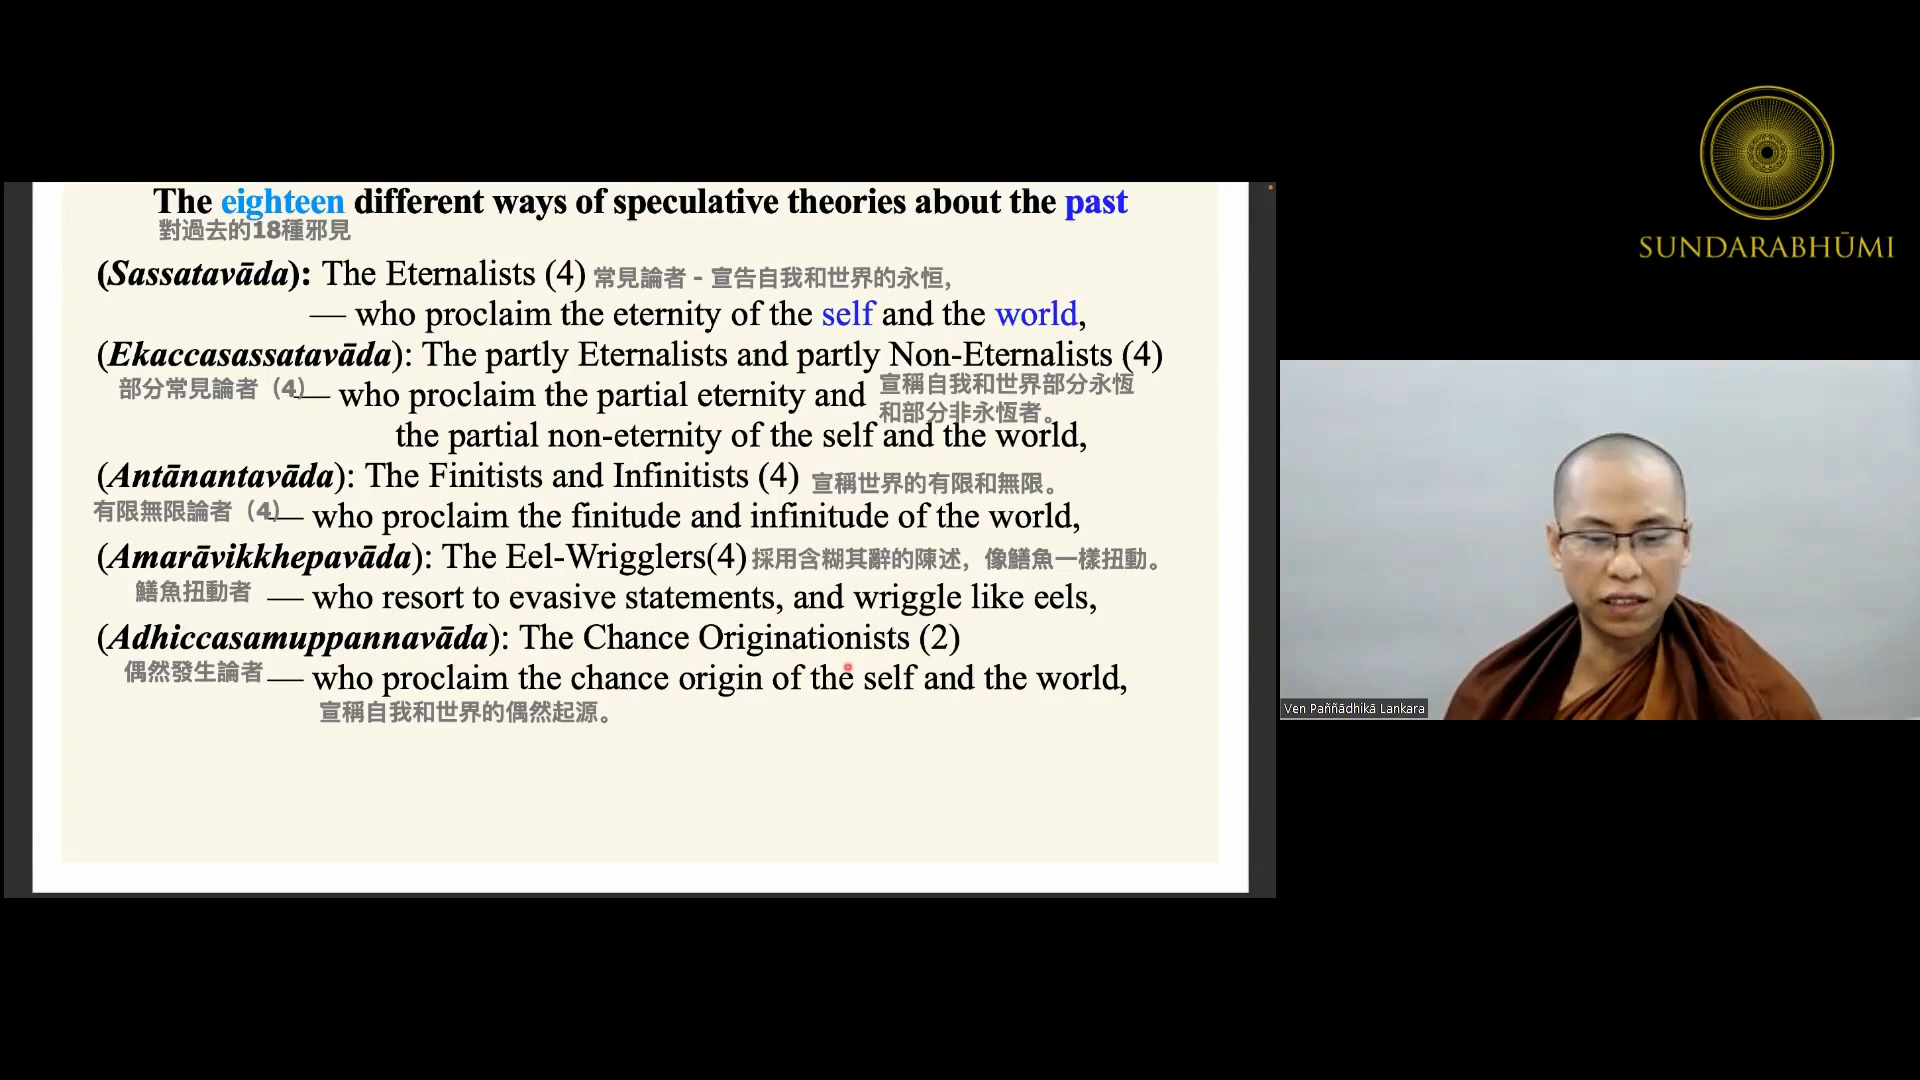 The eighteen different ways of speculative theories about the past
對過去的18種邪見
(Sassatavāda): The Eternalists (4) 常見論者 - 宣告自我和世界的永恒，
— who proclaim the eternity of the self and the world,
(Ekaccasassatavāda): The partly Eternalists and partly Non-Eternalists (4)
部分常見論者（4）
— who proclaim the partial eternity and
宣稱自我和世界部分永恆
和部分非永恆者。
the partial non-eternity of the self and the world,
(Antānantavāda): The Finitists and Infinitists (4) 宣稱世界的有限和無限。
有限無限論者（4）
— who proclaim the finitude and infinitude of the world,
(Amarāvikkhepavāda): The Eel-Wrigglers(4) 採用含糊其辭的陳述，像鱔魚一樣扭動。
鱔魚扭動者
— who resort to evasive statements, and wriggle like eels,
(Adhiccasamuppannavāda): The Chance Originationists (2)
偶然發生論者
— who proclaim the chance origin of the self and the world,
宣稱自我和世界的偶然起源。
SUNDARABHŪMI
Ven Paññādhikā Lankara